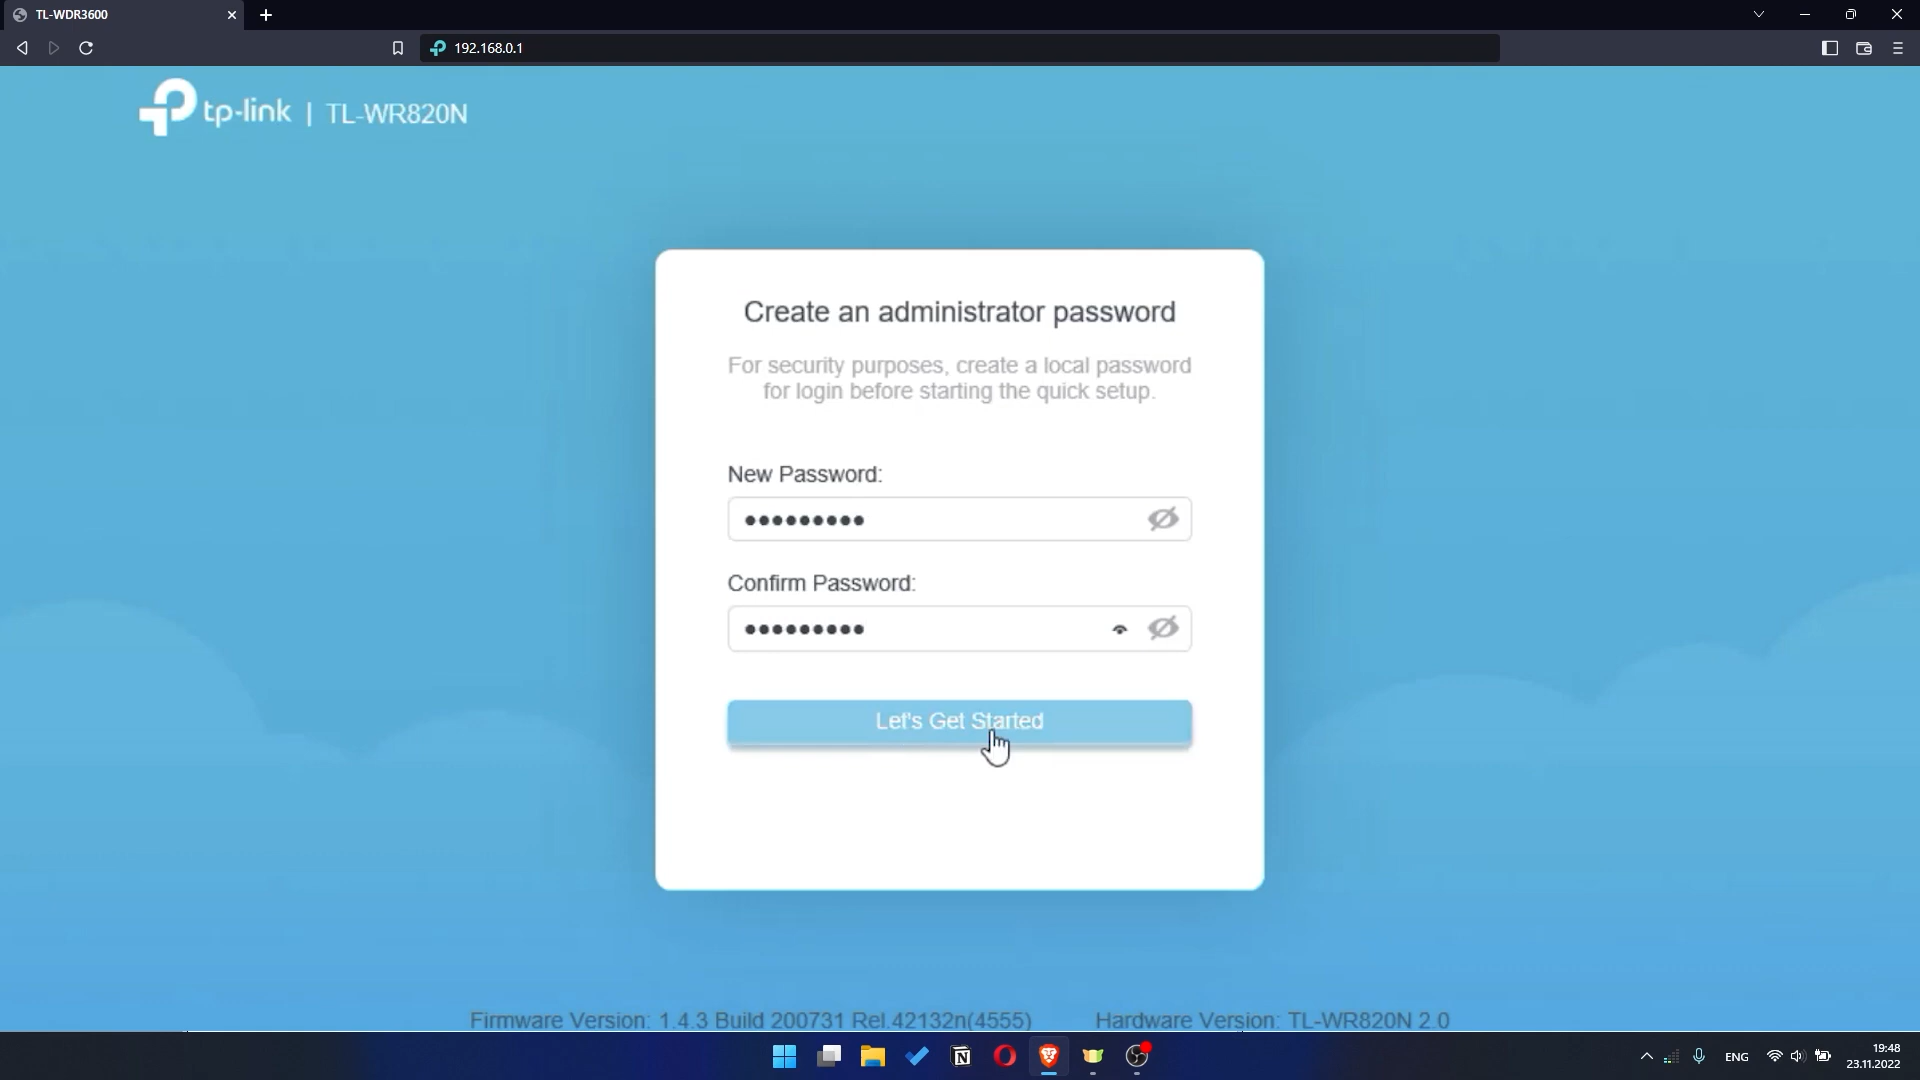 TL-WDR3600
192.168.0.1
tp-link | TL-WR820N
Create an administrator password
For security purposes, create a local password
for login before starting the quick setup.
New Password:
●●●●●●●●●
Confirm Password:
●●●●●●●●●
Let's Get Started
Firmware Version: 1.4.3 Build 200731 Rel.42132n(4555) Hardware Version: TL-WR820N 2.0
ENG
19:48
23.11.2022